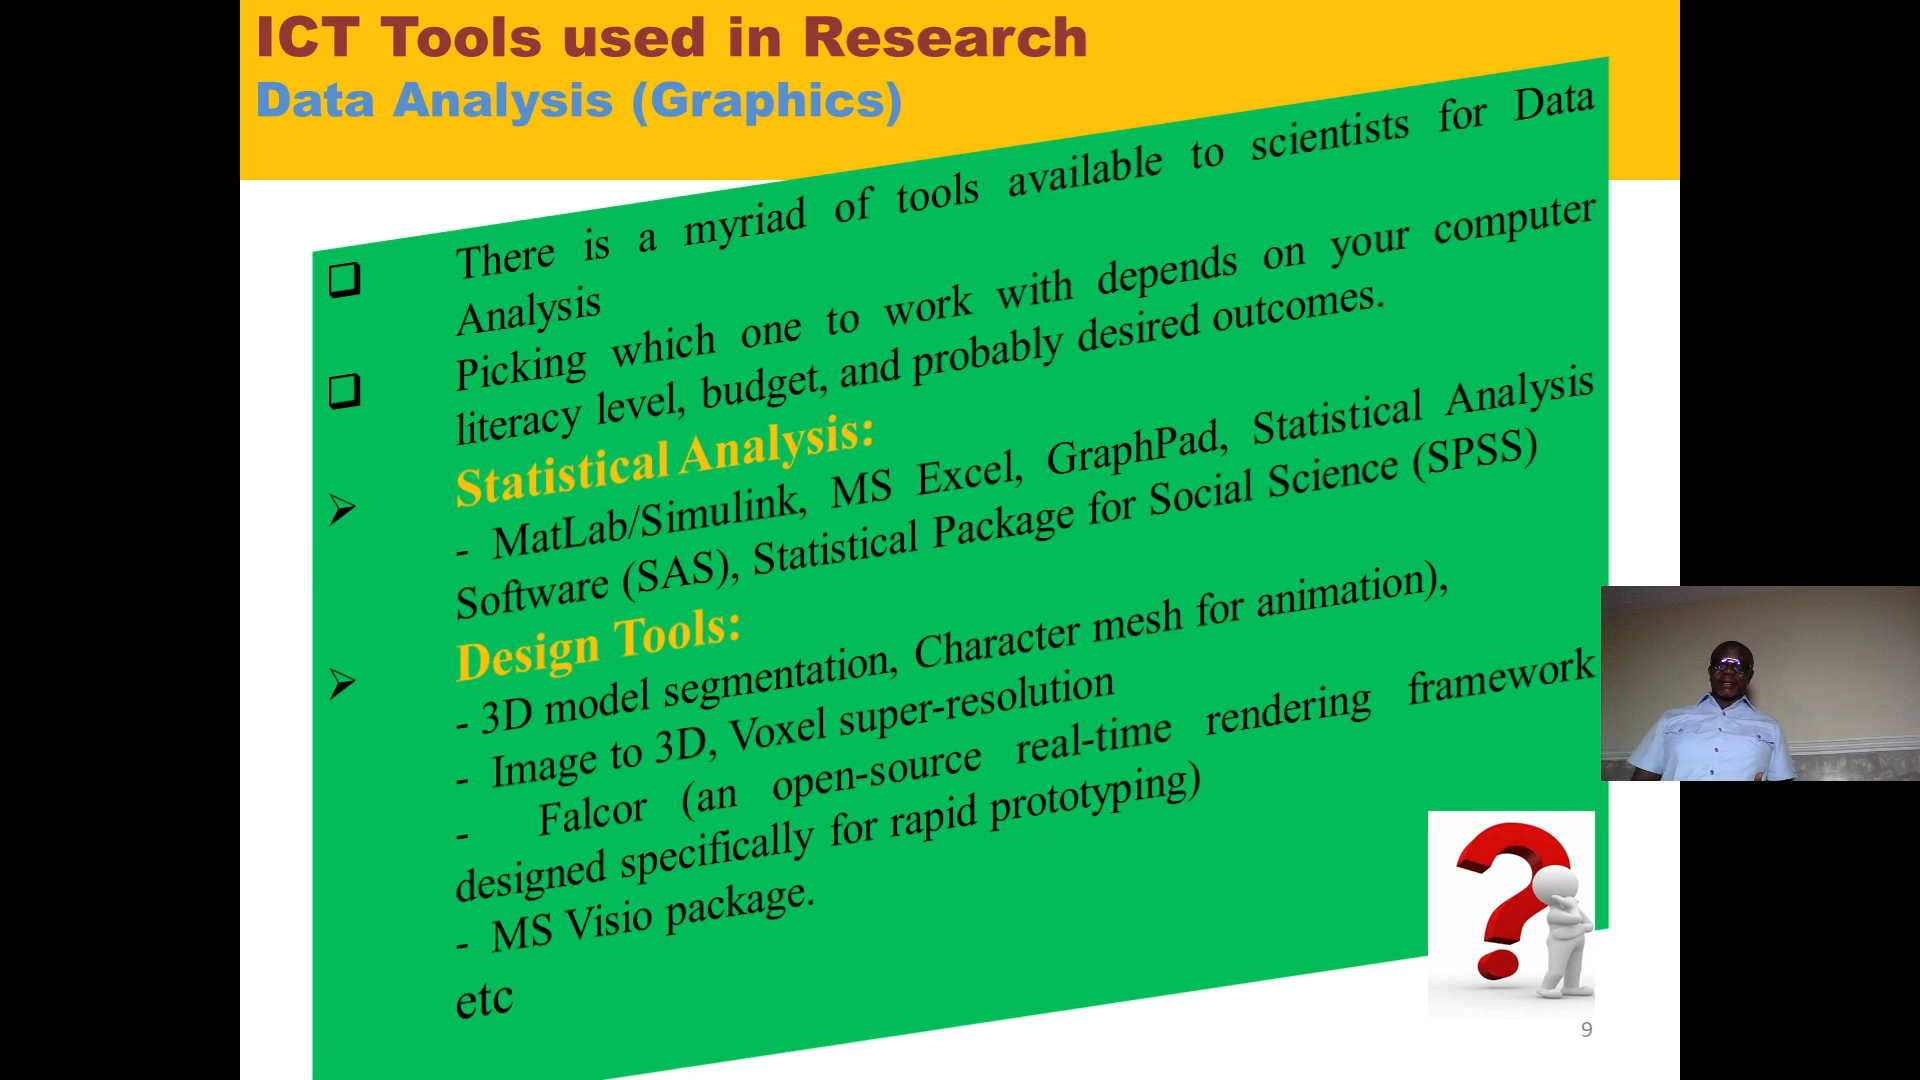 ICT Tools used in Research
Data Analysis (Graphics)
❑ There is a myriad of tools available to scientists for Data
Analysis
❑ Picking which one to work with depends on your computer
literacy level, budget, and probably desired outcomes.
➢ Statistical Analysis:
- MatLab/Simulink, MS Excel, GraphPad, Statistical Analysis
Software (SAS), Statistical Package for Social Science (SPSS)
➢ Design Tools:
- 3D model segmentation, Character mesh for animation),
- Image to 3D, Voxel super-resolution
- Falcor (an open-source real-time rendering framework
designed specifically for rapid prototyping)
- MS Visio package.
etc
9